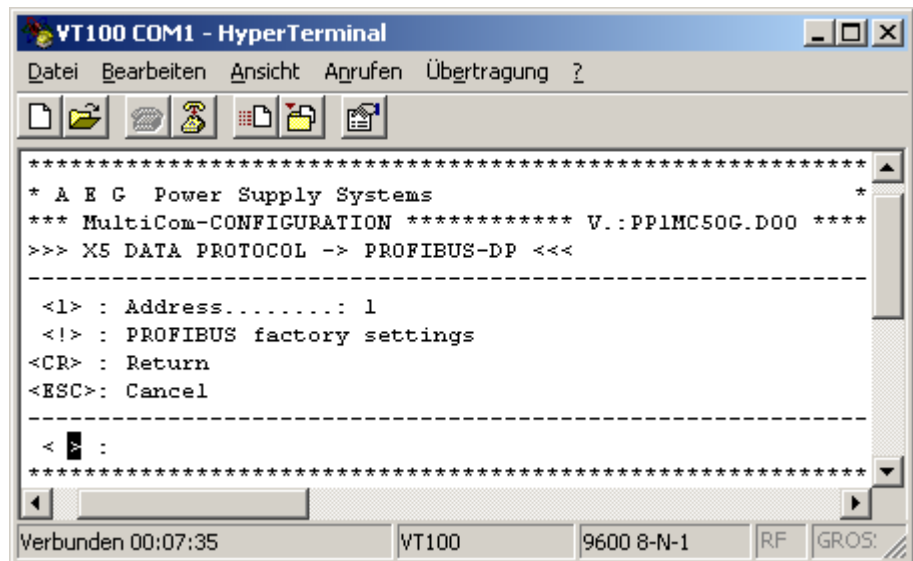 VT100 COM1 - HyperTerminal
Datei Bearbeiten Ansicht Anrufen Übertragung ?
****************************************************************
* A E G  Power Supply Systems                                  *
*** MultiCom-CONFIGURATION ************ V.:PP1MC50G.D00 ****
>>> X5 DATA PROTOCOL -> PROFIBUS-DP <<<
----------------------------------------------------------------
<1> : Address........: 1
<!> : PROFIBUS factory settings
<CR> : Return
<ESC>: Cancel
----------------------------------------------------------------
< > :
****************************************************************
Verbunden 00:07:35 VT100 9600 8-N-1 RF GROS: